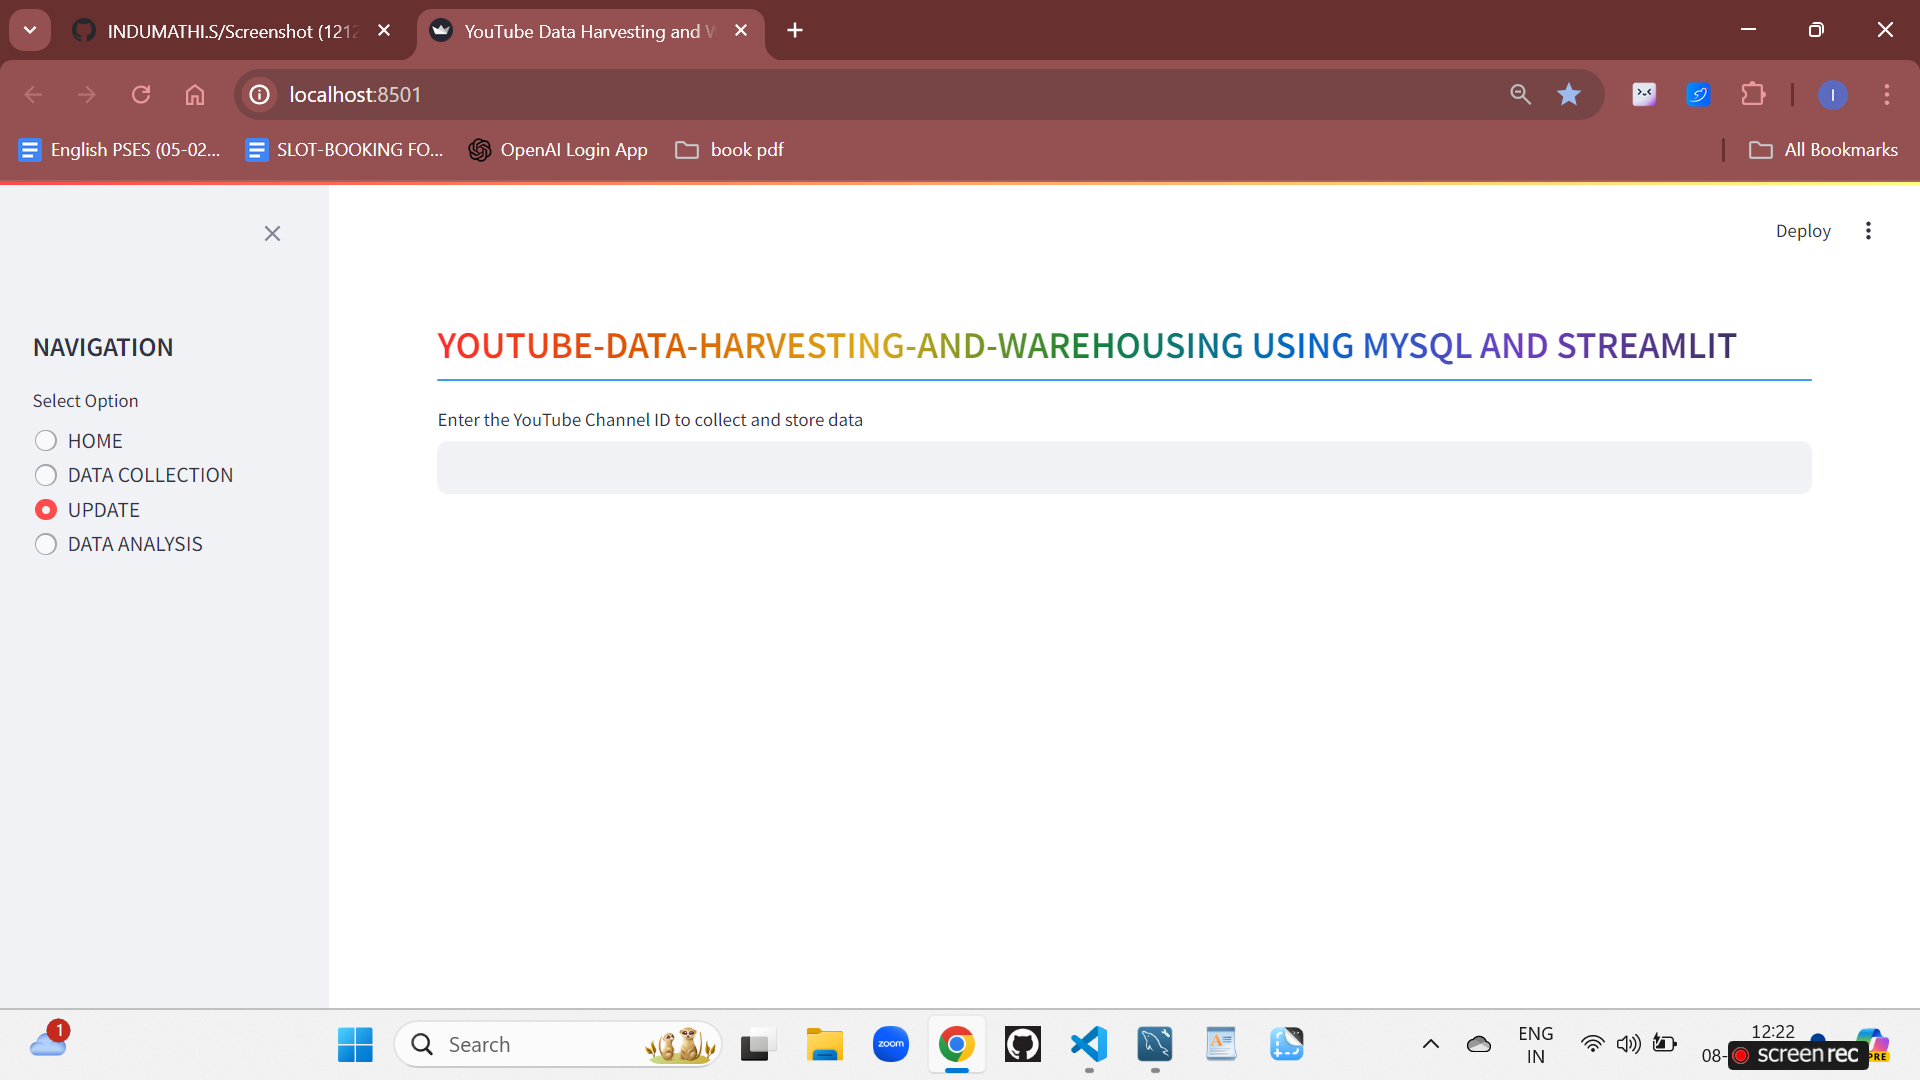 INDUMATHI.S/Screenshot (1212
YouTube Data Harvesting and W
localhost:8501
English PSES (05-02...
SLOT-BOOKING FO...
OpenAI Login App
book pdf
All Bookmarks
Deploy
NAVIGATION
Select Option
HOME
DATA COLLECTION
UPDATE
DATA ANALYSIS
YOUTUBE-DATA-HARVESTING-AND-WAREHOUSING USING MYSQL AND STREAMLIT
Enter the YouTube Channel ID to collect and store data
1
Search
zoom
ENG
IN
12:22
08-
screenrec
PRE
I